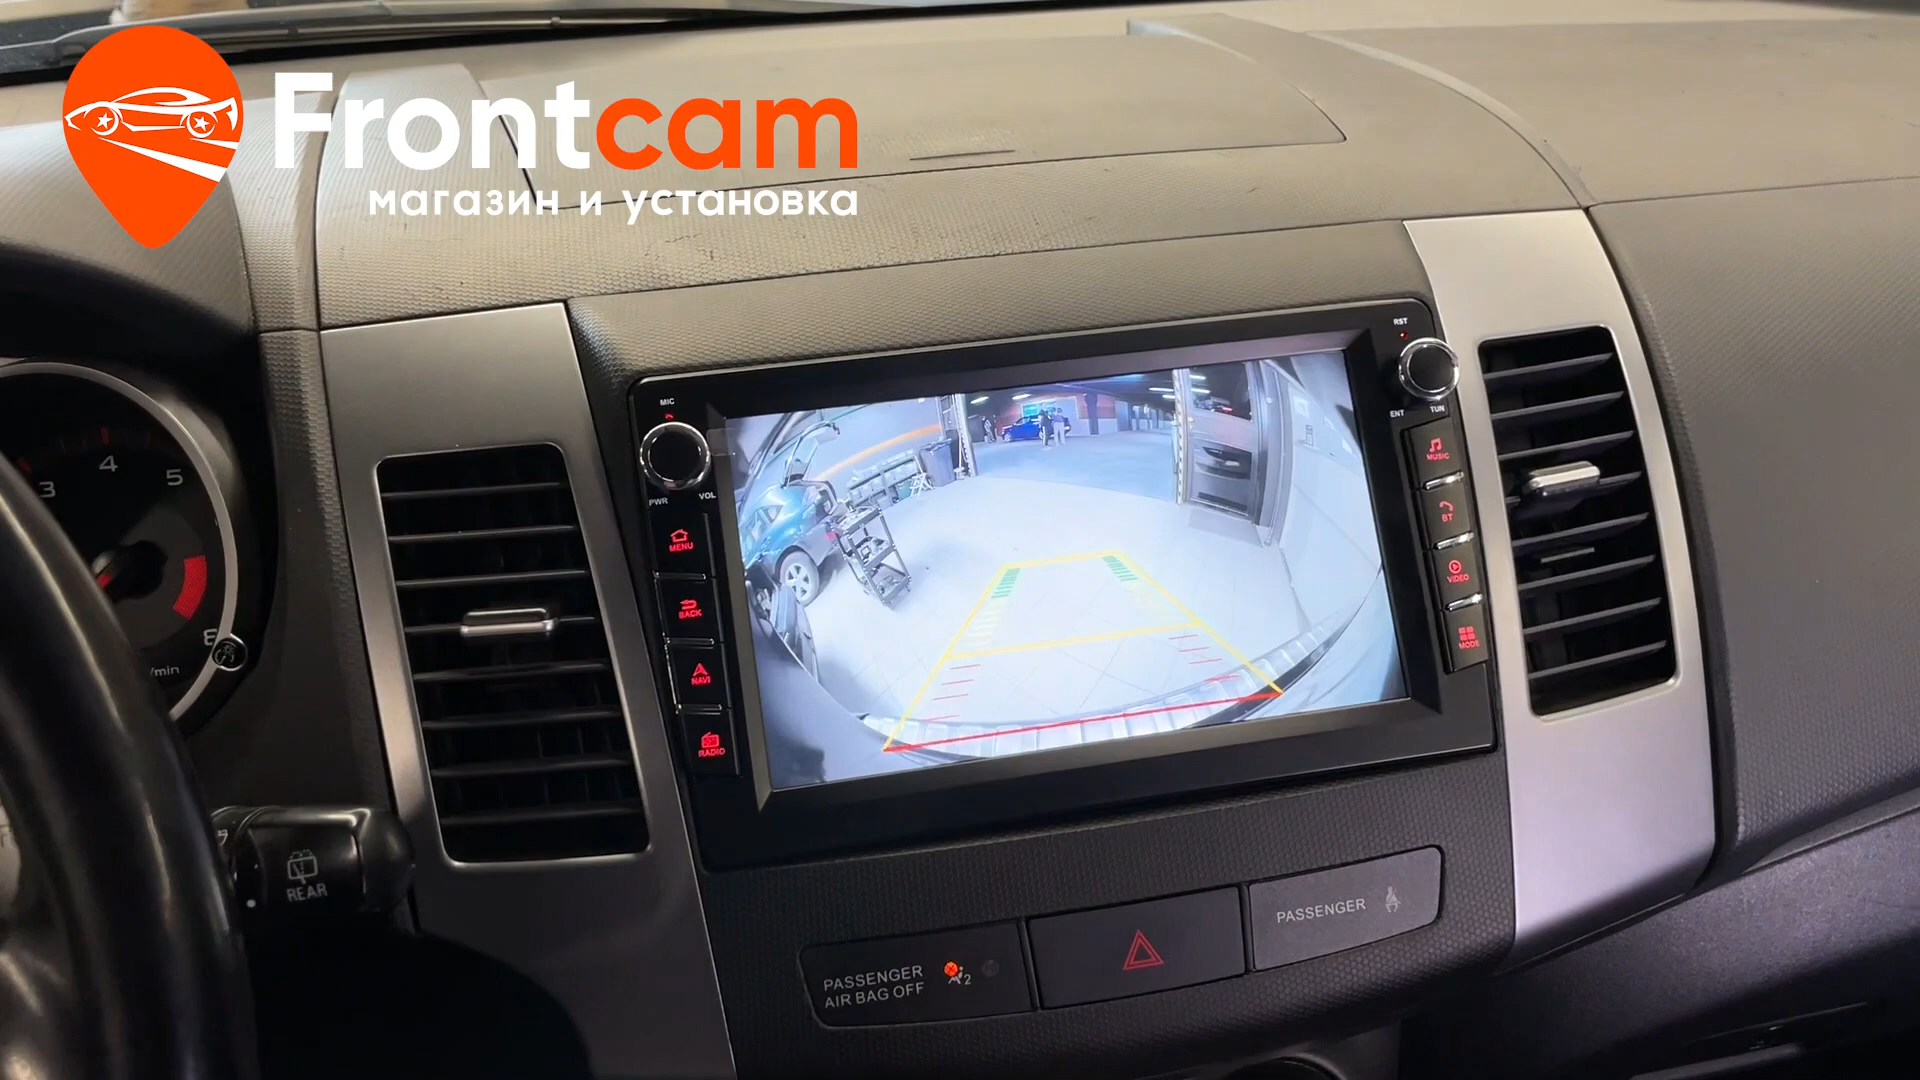 Frontcam
магазин и установка
MIC
PWR
VOL
MENU
BACK
NAVI
RADIO
RST
ENT
TUN
MUSIC
BT
VIDEO
MODE
3
4
5
8
/min
REAR
PASSENGER
AIR BAG OFF
2
PASSENGER